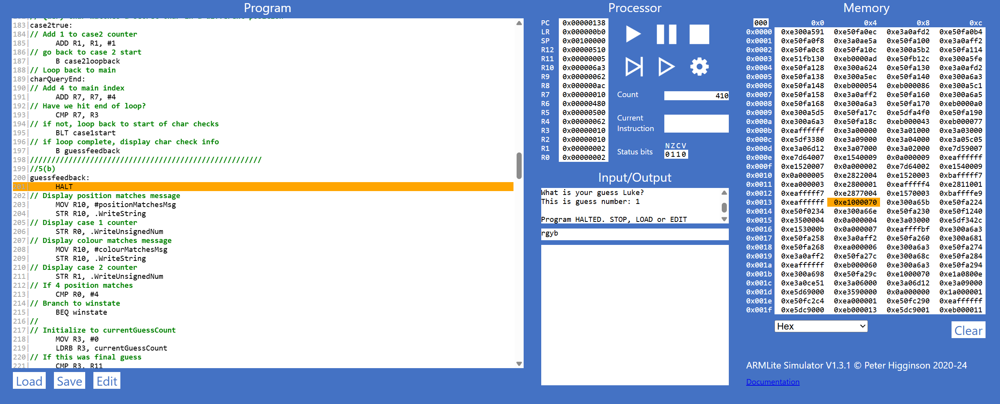 Program
183|case2true:
184|// Add 1 to case2 counter
185|      ADD R1, R1, #1
186|// go back to case 2 start
187|      B case2loopback
188|// Loop back to main
189|charQueryEnd:
190|// Add 4 to main index
191|      ADD R7, R7, #4
192|// Have we hit end of loop?
193|      CMP R7, R3
194|// if not, loop back to start of char checks
195|      BLT case1start
196|// if loop complete, display char check info
197|      B guessfeedback
198|//////////////////////////////////////////////////////
199|//5(b)
200|guessfeedback:
201|      HALT
202|// Display position matches message
203|      MOV R10, #positionMatchesMsg
204|      STR R10, .WriteString
205|// Display case 1 counter
206|      STR R0, .WriteUnsignedNum
207|// Display colour matches message
208|      MOV R10, #colourMatchesMsg
209|      STR R10, .WriteString
210|// Display case 2 counter
211|      STR R1, .WriteUnsignedNum
212|// If 4 position matches
213|      CMP R0, #4
214|// Branch to winstate
215|      BEQ winstate
216|//
217|// Initialize to currentGuessCount
218|      MOV R3, #0
219|      LDRB R3, currentGuessCount
220|// If this was final guess
221|      CMP R3, R11
Load Save Edit
Processor
PC 0x00000138
LR 0x000000b0
SP 0x00100000
R12 0x00000510
R11 0x00000005
R10 0x000006a3
R9 0x00000062
R8 0x000000ac
R7 0x00000010
R6 0x00000480
R5 0x00000500
R4 0x00000062
R3 0x00000010
R2 0x00000010
R1 0x00000002
R0 0x00000002
Count 410
Current
Instruction
NZCV
Status bits 0110
Input/Output
What is your guess Luke?
This is guess number: 1
Program HALTED. STOP, LOAD or EDIT
rgyb
Memory
000 0x0 0x4 0x8 0xc
0x0000 0xe300a591 0xe50fa0ec 0xe3a0afd2 0xe50fa0b4
0x0001 0xe50fa0f8 0xe3a0ae5a 0xe50fa100 0xe3a0aff2
0x0002 0xe50fa0c8 0xe50fa10c 0xe300a5b2 0xe50fa114
0x0003 0xe51fb130 0xeb0000ad 0xe50fb12c 0xe300a5fe
0x0004 0xe50fa128 0xe300a624 0xe50fa130 0xe3a0afd2
0x0005 0xe50fa138 0xe300a5ec 0xe50fa140 0xe300a6a3
0x0006 0xe50fa148 0xeb000054 0xeb000086 0xe300a5c1
0x0007 0xe50fa158 0xe3a0aff2 0xe50fa160 0xe300a6a5
0x0008 0xe50fa168 0xe300a6a3 0xe50fa170 0xeb0000a0
0x0009 0xe300a5d5 0xe50fa17c 0xe5dfa4f0 0xe50fa190
0x000a 0xe300a6a3 0xe50fa18c 0xeb000043 0xeb000077
0x000b 0xeaffffff 0xe3a00000 0xe3a01000 0xe3a03000
0x000c 0xe5df3380 0xe3a09000 0xe3a04000 0xe3a05c05
0x000d 0xe3a06d12 0xe3a07000 0xe3a02000 0xe7d59007
0x000e 0xe7d64007 0xe1540009 0x0a000009 0xeaffffff
0x000f 0xe1520007 0x0a000002 0xe7d64002 0xe1540009
0x0010 0x0a000005 0xe2822004 0xe1520003 0xbafffff7
0x0011 0xea000003 0xe2800001 0xeafffff4 0xe2811001
0x0012 0xeafffff7 0xe2877004 0xe1570003 0xbaffffe9
0x0013 0xeaffffff 0xe1000070 0xe300a65b 0xe50fa224
0x0014 0xe50f0234 0xe300a66e 0xe50fa230 0xe50f1240
0x0015 0xe3500004 0x0a000004 0xe3a03000 0xe5df342c
0x0016 0xe153000b 0x0a000007 0xeaffffbf 0xe300a6a3
0x0017 0xe50fa258 0xe3a0aff2 0xe50fa260 0xe300a681
0x0018 0xe50fa268 0xea000006 0xe300a6a3 0xe50fa274
0x0019 0xe3a0aff2 0xe50fa27c 0xe300a68c 0xe50fa284
0x001a 0xeaffffff 0xeb000060 0xe300a6a3 0xe50fa294
0x001b 0xe300a698 0xe50fa29c 0xe1000070 0xe1a0800e
0x001c 0xe3a0ce51 0xe3a06000 0xe3a06d12 0xe3a09000
0x001d 0xe5d69000 0xe3590000 0x0a000000 0x1a000001
0x001e 0xe50fc2c4 0xea000001 0xe50fc290 0xeaffffff
0x001f 0xe5dc9000 0xeb000013 0xe5dc9001 0xeb000011
Hex
Clear
ARMLite Simulator V1.3.1 © Peter Higginson 2020-24
Documentation